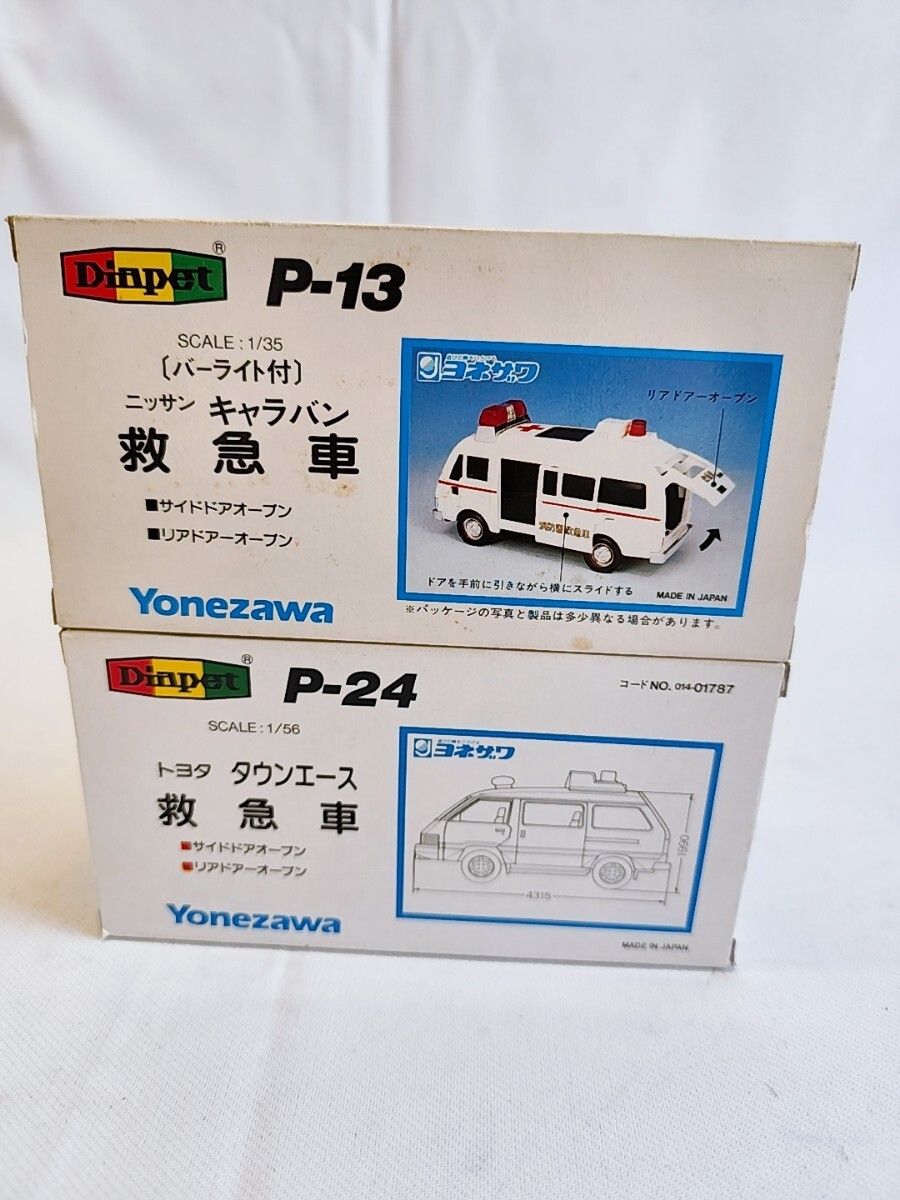 Diapet®
P-13
SCALE : 1/35
〔バーライト付〕
ニッサン キャラバン
救急車
■サイドドアオープン
■リアドアーオープン
Yonezawa
ヨネザワ
リアドアーオープン
消防署救急車
ドアを手前に引きながら横にスライドする
MADE IN JAPAN
※パッケージの写真と製品は多少異なる場合があります。
Diapet®
P-24
コードNO. 014-01787
SCALE : 1/56
トヨタ タウンエース
救急車
■サイドドアオープン
■リアドアーオープン
Yonezawa
ヨネザワ
1990
4315
MADE IN JAPAN